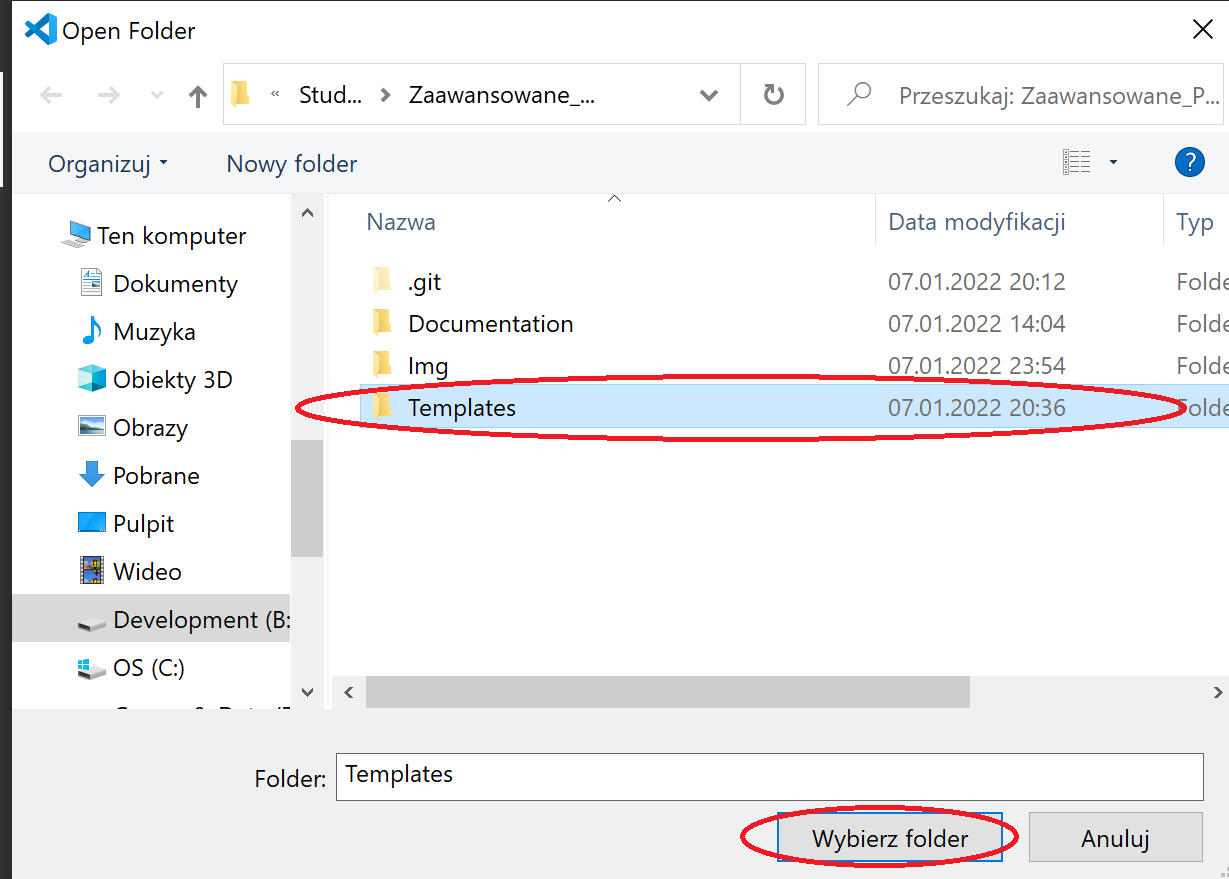 Open Folder
« Stud... > Zaawansowane_...
Przeszukaj: Zaawansowane_P...
Organizuj
Nowy folder
?
Nazwa
Data modyfikacji
Typ
Ten komputer
Dokumenty
Muzyka
Obiekty 3D
Obrazy
Pobrane
Pulpit
Wideo
Development (B:
OS (C:)
.git 07.01.2022 20:12 Folde
Documentation 07.01.2022 14:04 Folde
Img 07.01.2022 23:54 Folde
Templates 07.01.2022 20:36 Folde
Folder: Templates
Wybierz folder
Anuluj